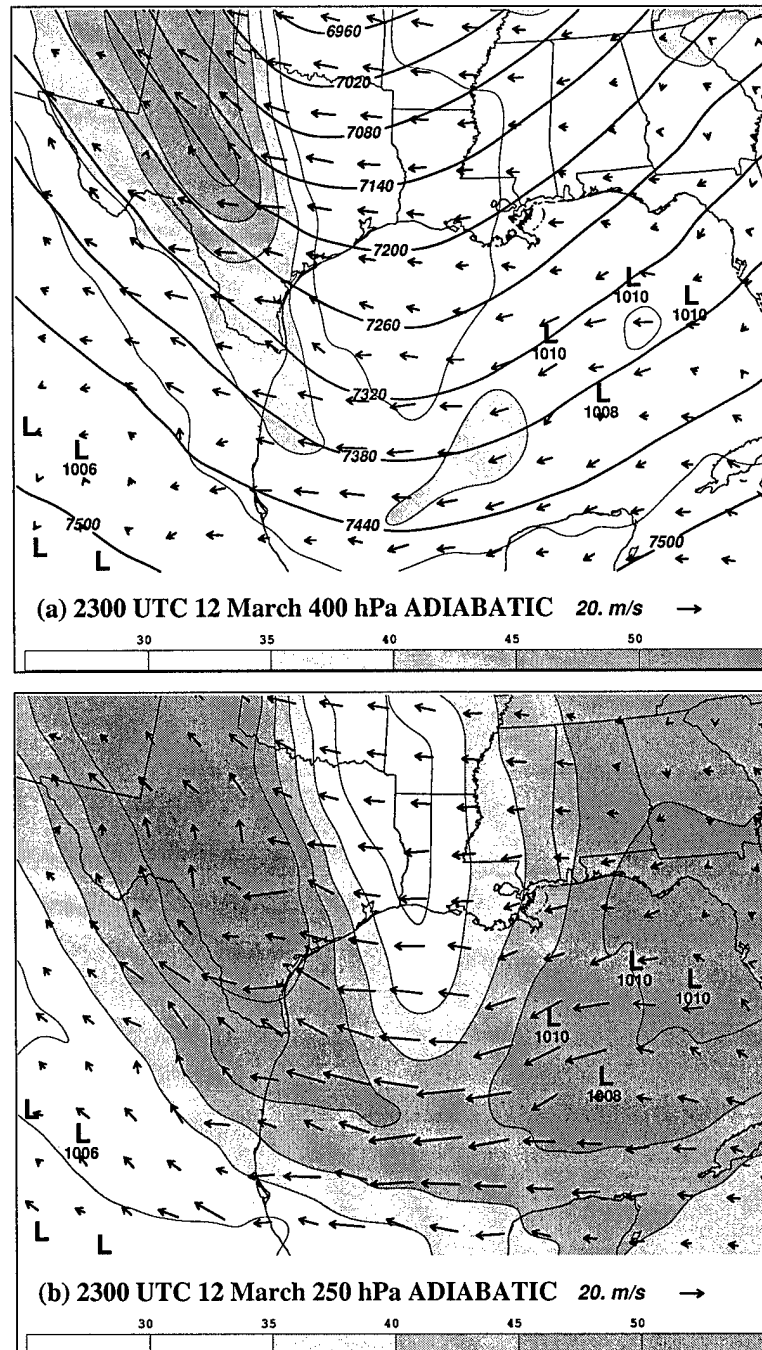 6960
7020
7080
7140
7200
7260
7320
7380
7440
7500
7500
L
1010
L
1010
L
1010
L
1008
L
L
1006
L
L
(a) 2300 UTC 12 March 400 hPa ADIABATIC 20. m/s
30 35 40 45 50
L
1010
L
1010
L
1010
L
1008
L
L
1006
L
L
(b) 2300 UTC 12 March 250 hPa ADIABATIC 20. m/s
30 35 40 45 50